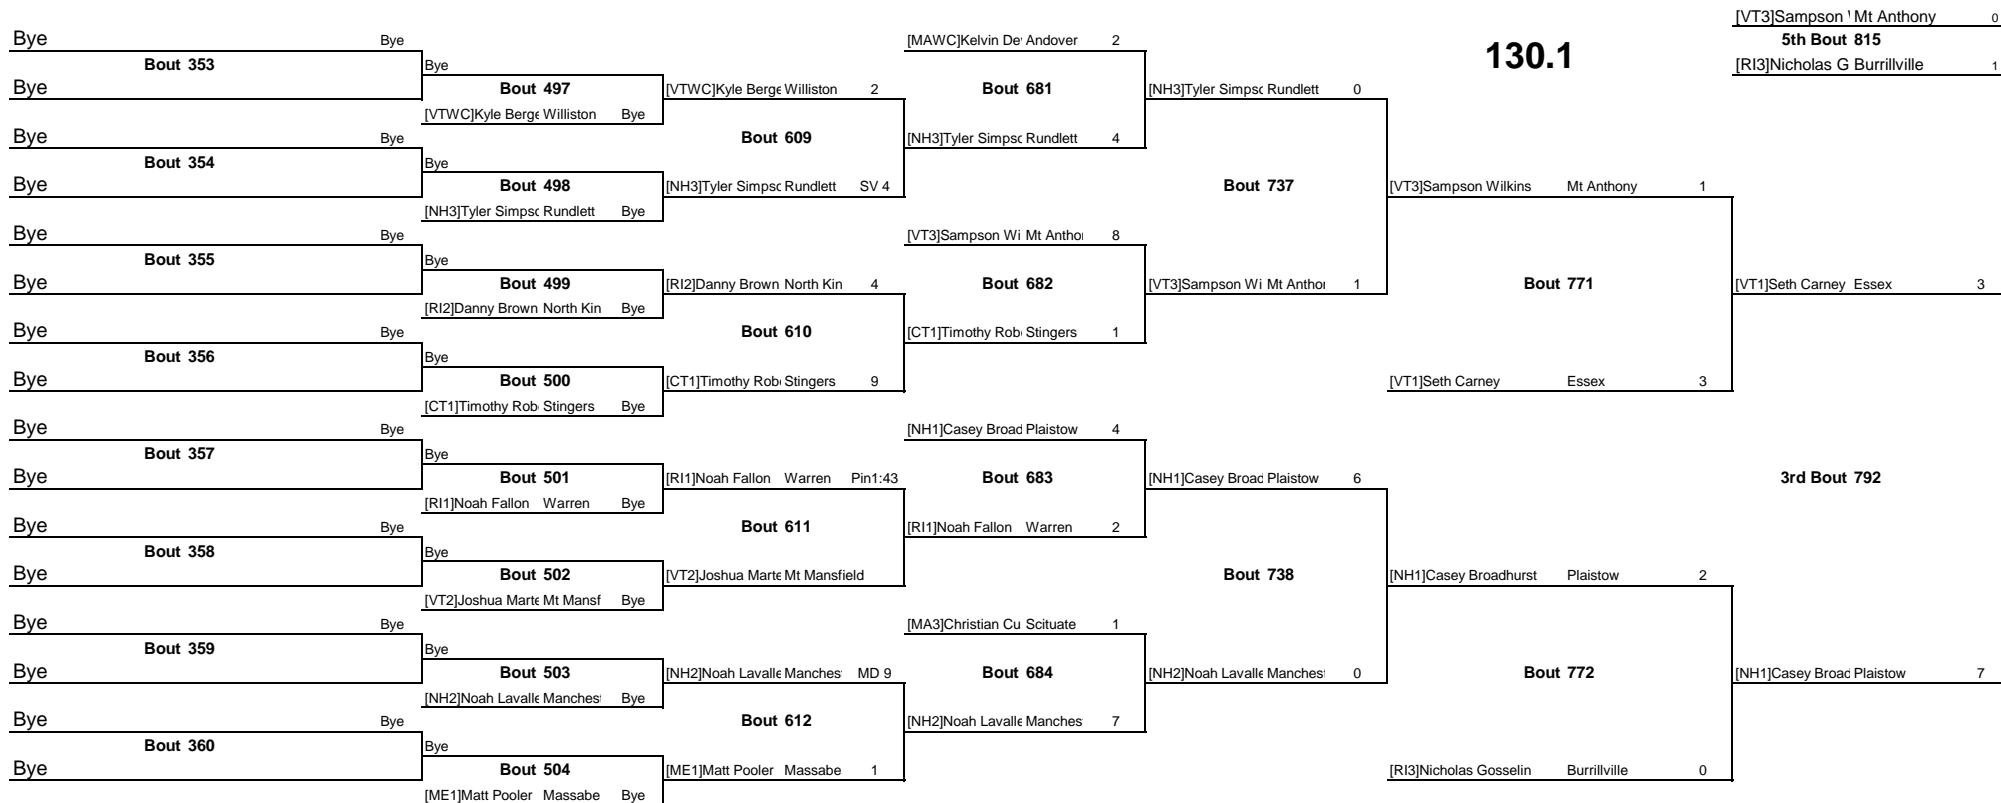 [VT3]Sampson ' Mt Anthony 0
Bye Bye [MAWC]Kelvin De Andover 2 130.1 5th Bout 815
Bout 353 Bye [RI3]Nicholas G Burrillville 1
Bye Bout 497 [VTWC]Kyle Berge Williston 2 Bout 681 [NH3]Tyler Simpsc Rundlett 0
[VTWC]Kyle Berge Williston Bye
Bye Bye Bout 609 [NH3]Tyler Simpsc Rundlett 4
Bout 354 Bye
Bye Bout 498 [NH3]Tyler Simpsc Rundlett SV 4 Bout 737 [VT3]Sampson Wilkins Mt Anthony 1
[NH3]Tyler Simpsc Rundlett Bye
Bye Bye [VT3]Sampson Wi Mt Anthor 8
Bout 355 Bye
Bye Bout 499 [RI2]Danny Brown North Kin 4 Bout 682 [VT3]Sampson Wi Mt Anthor 1 Bout 771 [VT1]Seth Carney Essex 3
[RI2]Danny Brown North Kin Bye
Bye Bye Bout 610 [CT1]Timothy Rob Stingers 1
Bout 356 Bye
Bye Bout 500 [CT1]Timothy Rob Stingers 9 [VT1]Seth Carney Essex 3
[CT1]Timothy Rob Stingers Bye
Bye Bye [NH1]Casey Broad Plaistow 4
Bout 357 Bye
Bye Bout 501 [RI1]Noah Fallon Warren Pin1:43 Bout 683 [NH1]Casey Broad Plaistow 6 3rd Bout 792
[RI1]Noah Fallon Warren Bye
Bye Bye Bout 611 [RI1]Noah Fallon Warren 2
Bout 358 Bye
Bye Bout 502 [VT2]Joshua Marte Mt Mansfield Bout 738 [NH1]Casey Broadhurst Plaistow 2
[VT2]Joshua Marte Mt Mansf Bye
Bye Bye [MA3]Christian Cu Scituate 1
Bout 359 Bye
Bye Bout 503 [NH2]Noah Lavalle Manches MD 9 Bout 684 [NH2]Noah Lavalle Manches 0 Bout 772 [NH1]Casey Broad Plaistow 7
[NH2]Noah Lavalle Manches Bye
Bye Bye Bout 612 [NH2]Noah Lavalle Manches 7
Bout 360 Bye
Bye Bout 504 [ME1]Matt Pooler Massabe 1 [RI3]Nicholas Gosselin Burrillville 0
[ME1]Matt Pooler Massabe Bye